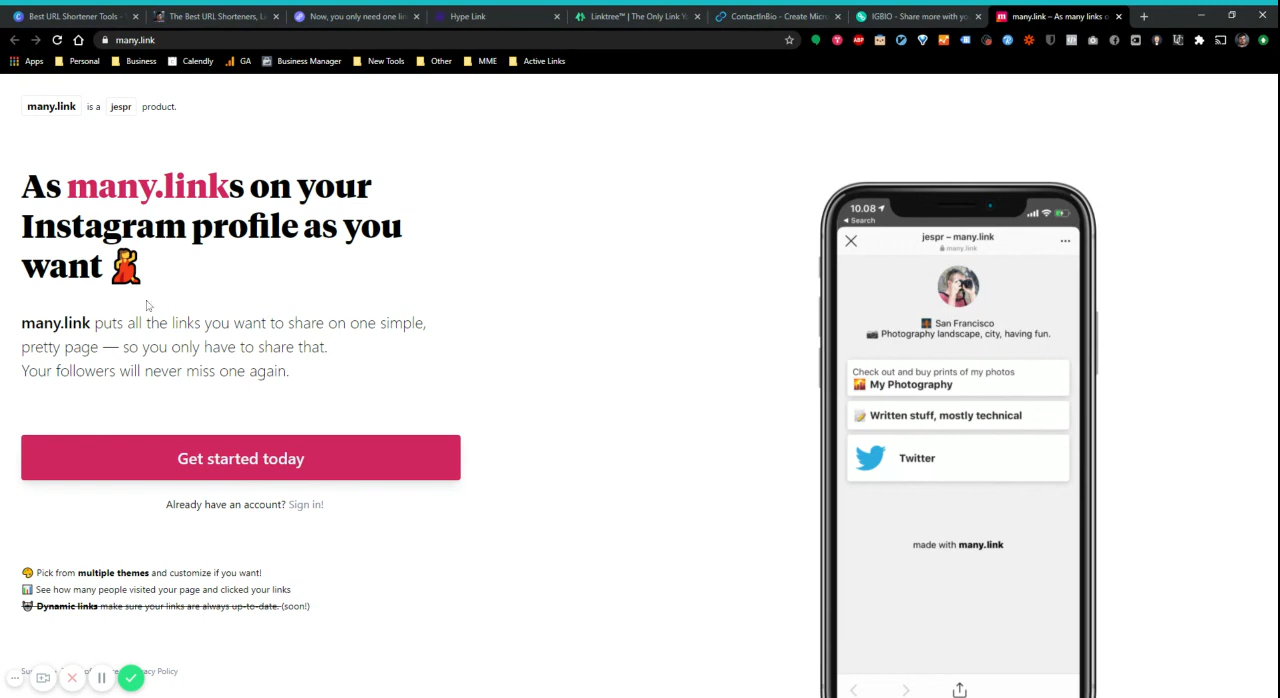 Best URL Shortener Tools -
The Best URL Shorteners, La
Now, you only need one lin
Hype Link
Linktree™ | The Only Link Y
ContactInBio - Create Micro
IGBIO - Share more with yo
many.link – As many links o
many.link
Apps
Personal
Business
Calendly
GA
Business Manager
New Tools
Other
MME
Active Links
many.link is a jespr product.
As many.links on your
Instagram profile as you
want
many.link puts all the links you want to share on one simple,
pretty page — so you only have to share that.
Your followers will never miss one again.
Get started today
Already have an account? Sign in!
Pick from multiple themes and customize if you want!
See how many people visited your page and clicked your links
Dynamic links make sure your links are always up-to-date. (soon!)
10.08
Search
jespr – many.link
many.link
San Francisco
Photography landscape, city, having fun.
Check out and buy prints of my photos
My Photography
Written stuff, mostly technical
Twitter
made with many.link